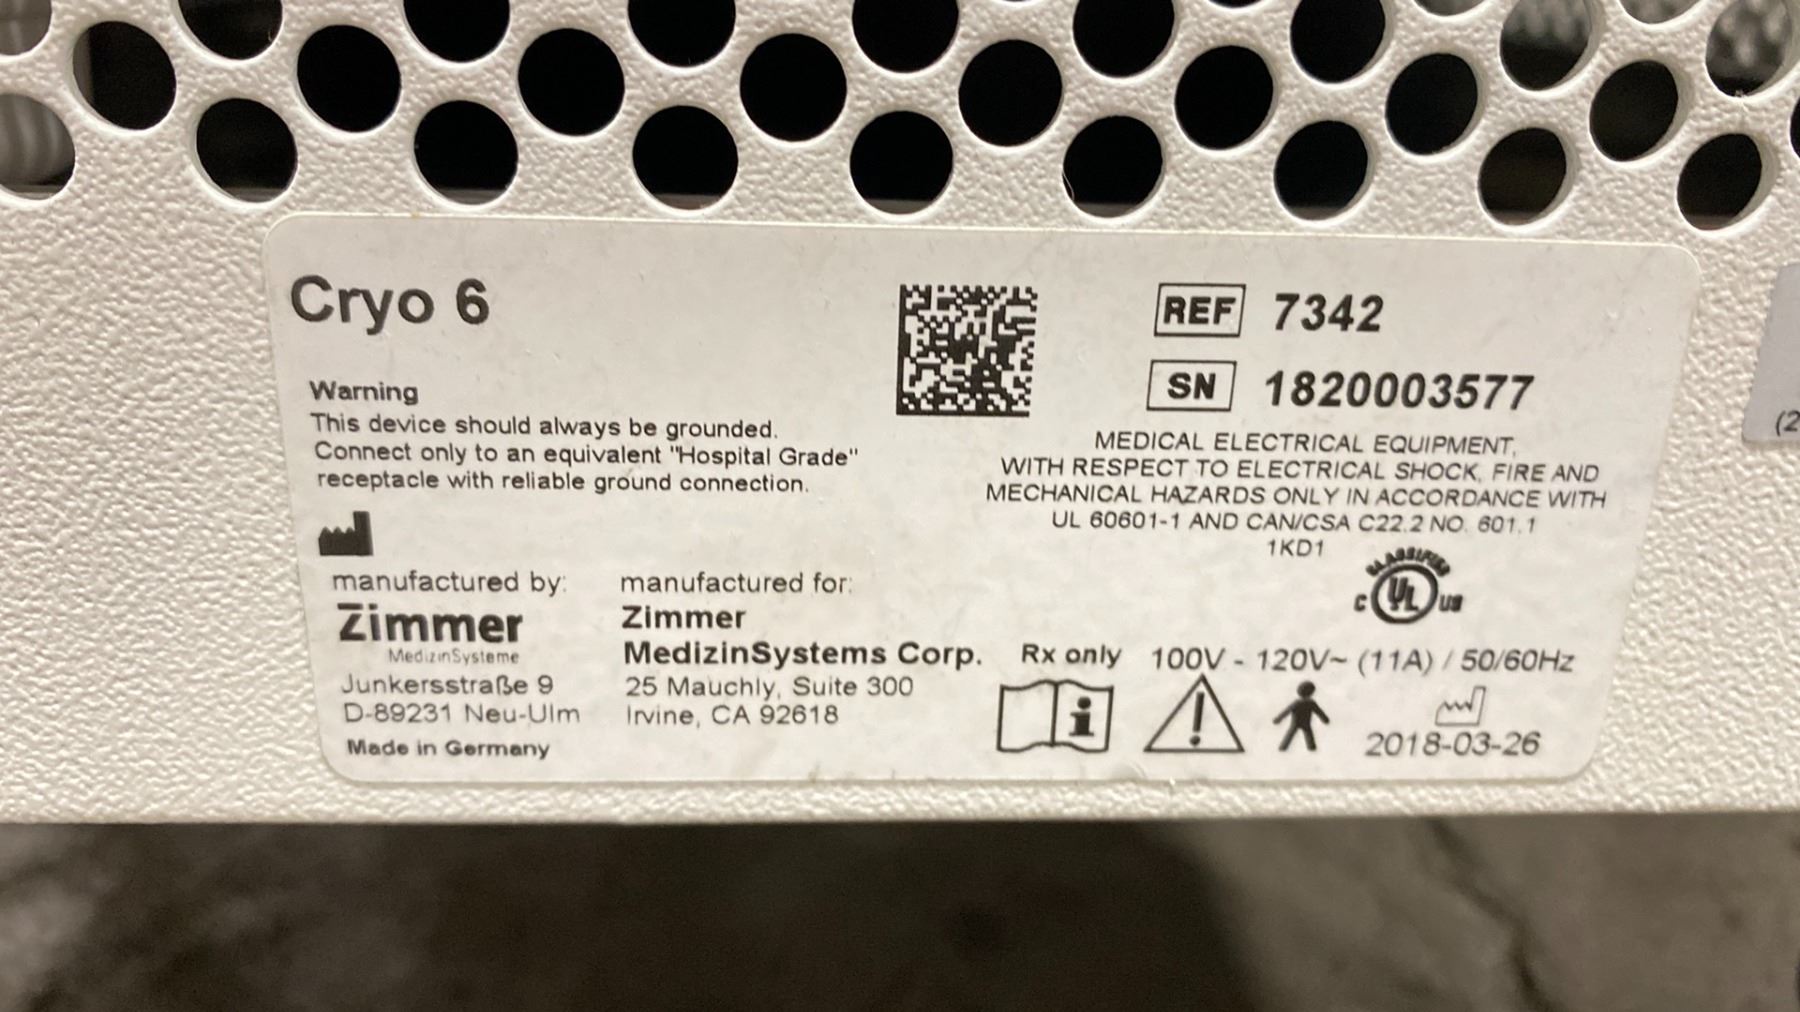 Cryo 6
Warning
This device should always be grounded.
Connect only to an equivalent "Hospital Grade"
receptacle with reliable ground connection.
manufactured by:
Zimmer
MedizinSysteme
Junkersstraße 9
D-89231 Neu-Ulm
Made in Germany
manufactured for:
Zimmer
MedizinSystems Corp.
25 Mauchly, Suite 300
Irvine, CA 92618
REF 7342
SN 1820003577
MEDICAL ELECTRICAL EQUIPMENT,
WITH RESPECT TO ELECTRICAL SHOCK, FIRE AND
MECHANICAL HAZARDS ONLY IN ACCORDANCE WITH
UL 60601-1 AND CAN/CSA C22.2 NO. 601.1
1KD1
CLASSIFIED
C UL US
Rx only 100V - 120V~ (11A) / 50/60Hz
2018-03-26
(2